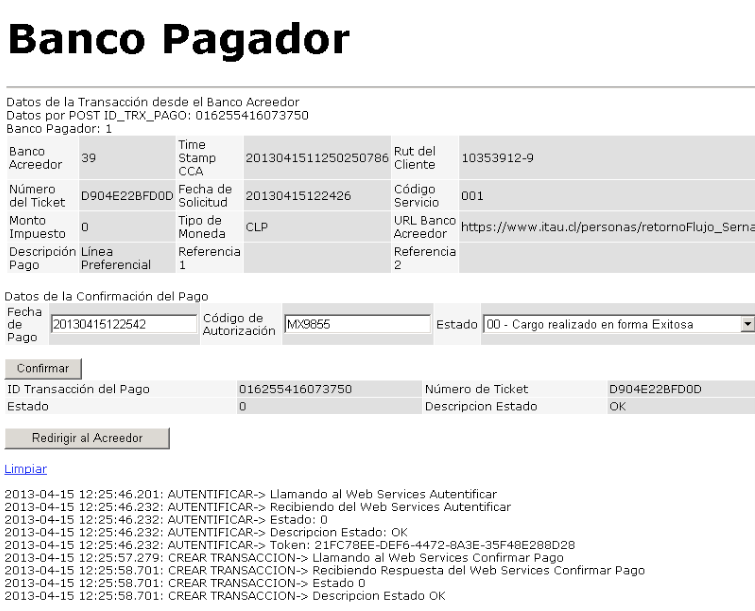 Banco Pagador
Datos de la Transacción desde el Banco Acreedor
Datos por POST ID_TRX_PAGO: 016255416073750
Banco Pagador: 1
Banco Acreedor 39 Time Stamp CCA 2013041511250250786 Rut del Cliente 10353912-9
Número del Ticket D904E22BFD0D Fecha de Solicitud 20130415122426 Código Servicio 001
Monto Impuesto 0 Tipo de Moneda CLP URL Banco Acreedor https://www.itau.cl/personas/retornoFlujo_Serna
Descripción Pago Línea Preferencial Referencia 1 Referencia 2
Datos de la Confirmación del Pago
Fecha de Pago 20130415122542 Código de Autorización MX9855 Estado 00 - Cargo realizado en forma Exitosa
Confirmar
ID Transacción del Pago 016255416073750 Número de Ticket D904E22BFD0D
Estado 0 Descripcion Estado OK
Redirigir al Acreedor
Limpiar
2013-04-15 12:25:46.201: AUTENTIFICAR-> Llamando al Web Services Autentificar
2013-04-15 12:25:46.232: AUTENTIFICAR-> Recibiendo del Web Services Autentificar
2013-04-15 12:25:46.232: AUTENTIFICAR-> Estado: 0
2013-04-15 12:25:46.232: AUTENTIFICAR-> Descripcion Estado: OK
2013-04-15 12:25:46.232: AUTENTIFICAR-> Token: 21FC78EE-DEF6-4472-8A3E-35F48E288D28
2013-04-15 12:25:57.279: CREAR TRANSACCION-> Llamando al Web Services Confirmar Pago
2013-04-15 12:25:58.701: CREAR TRANSACCION-> Recibiendo Respuesta del Web Services Confirmar Pago
2013-04-15 12:25:58.701: CREAR TRANSACCION-> Estado 0
2013-04-15 12:25:58.701: CREAR TRANSACCION-> Descripcion Estado OK